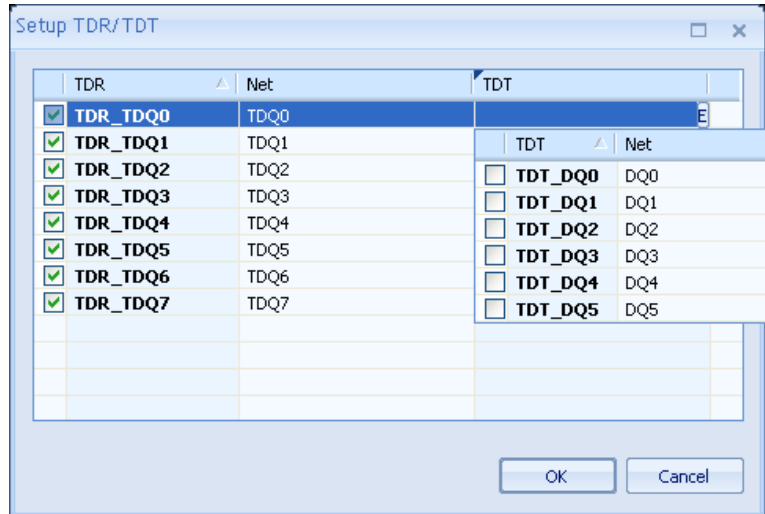 Setup TDR/TDT
TDR Net TDT
TDR_TDQ0 TDQ0 E
TDR_TDQ1 TDQ1
TDR_TDQ2 TDQ2
TDR_TDQ3 TDQ3
TDR_TDQ4 TDQ4
TDR_TDQ5 TDQ5
TDR_TDQ6 TDQ6
TDR_TDQ7 TDQ7
TDT Net
TDT_DQ0 DQ0
TDT_DQ1 DQ1
TDT_DQ2 DQ2
TDT_DQ3 DQ3
TDT_DQ4 DQ4
TDT_DQ5 DQ5
OK Cancel